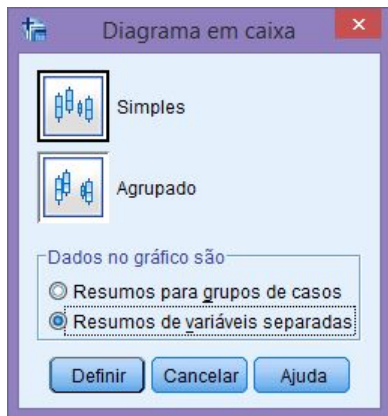 Diagrama em caixa
Simples
Agrupado
Dados no gráfico são
Resumos para grupos de casos
Resumos de variáveis separadas
Definir Cancelar Ajuda